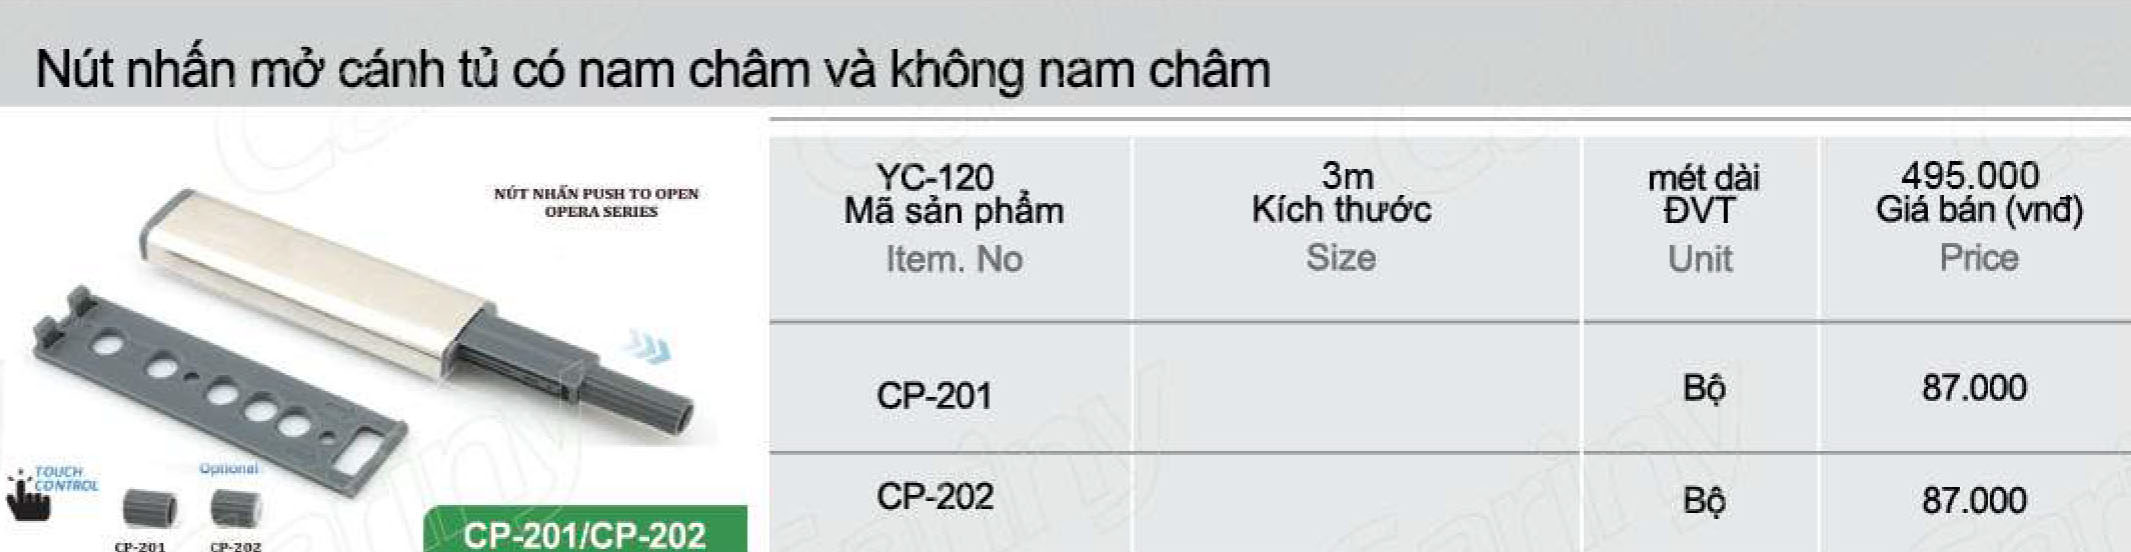 Nút nhấn mở cánh tủ có nam châm và không nam châm
NÚT NHẤN PUSH TO OPEN
OPERA SERIES
TOUCH
CONTROL
Optional
CP-201
CP-202
CP-201/CP-202
YC-120 3m mét dài 495.000
Mã sản phẩm Kích thước ĐVT Giá bán (vnđ)
Item. No Size Unit Price
CP-201 Bộ 87.000
CP-202 Bộ 87.000
Cariny